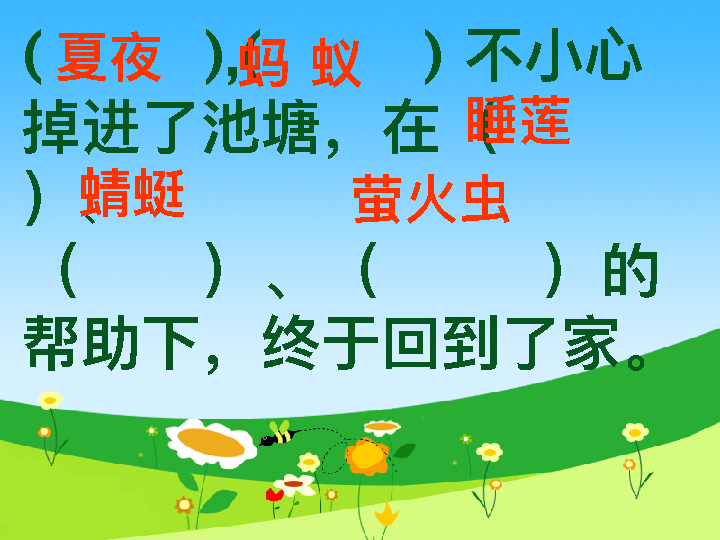 （夏夜），（蚂蚁）不小心
掉进了池塘，在（睡莲
）、蜻蜓 萤火虫
（ ）、（ ）的
帮助下，终于回到了家。